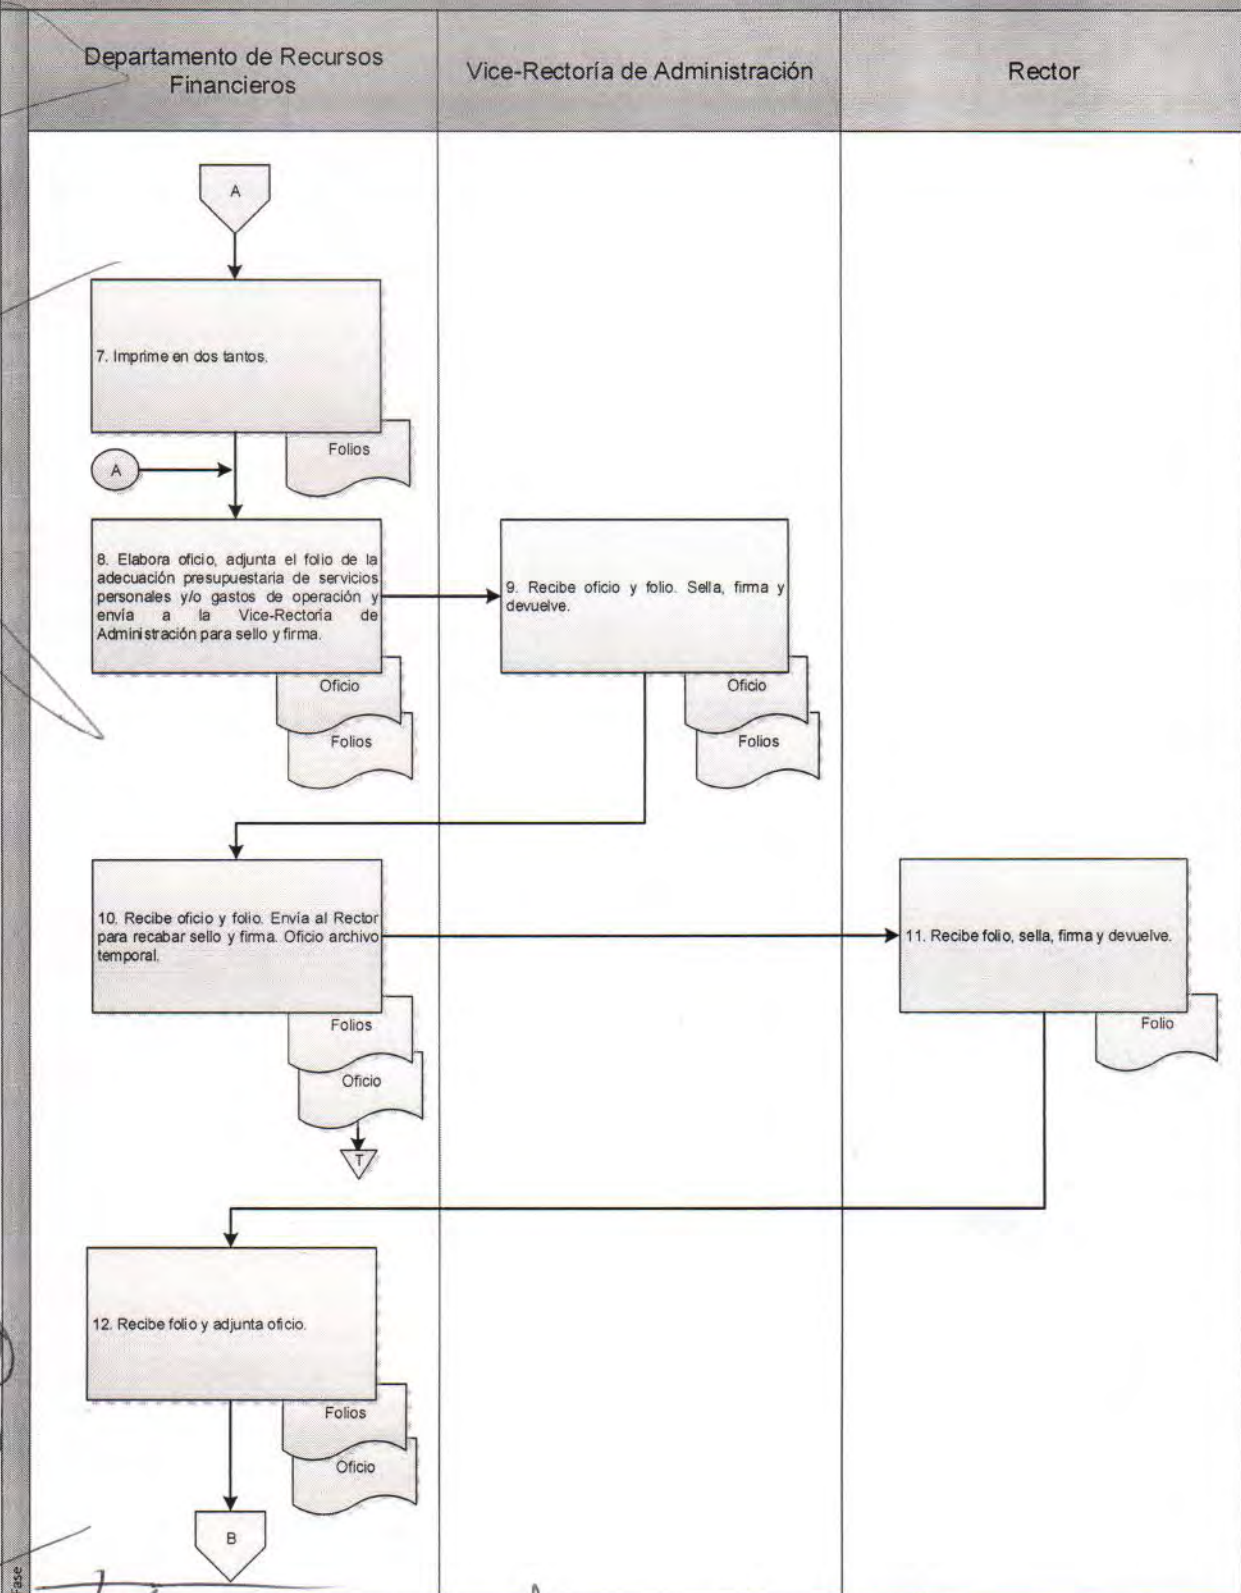 Departamento de Recursos
Financieros
Vice-Rectoría de Administración
Rector
A
7. Imprime en dos tantos.
Folios
A
8. Elabora oficio, adjunta el folio de la
adecuación presupuestaria de servicios
personales y/o gastos de operación y
envía a la Vice-Rectoría de
Administración para sello y firma.
Oficio
Folios
9. Recibe oficio y folio. Sella, firma y
devuelve.
Oficio
Folios
10. Recibe oficio y folio. Envía al Rector
para recabar sello y firma. Oficio archivo
temporal.
Folios
Oficio
T
11. Recibe folio, sella, firma y devuelve.
Folio
12. Recibe folio y adjunta oficio.
Folios
Oficio
B
Fase